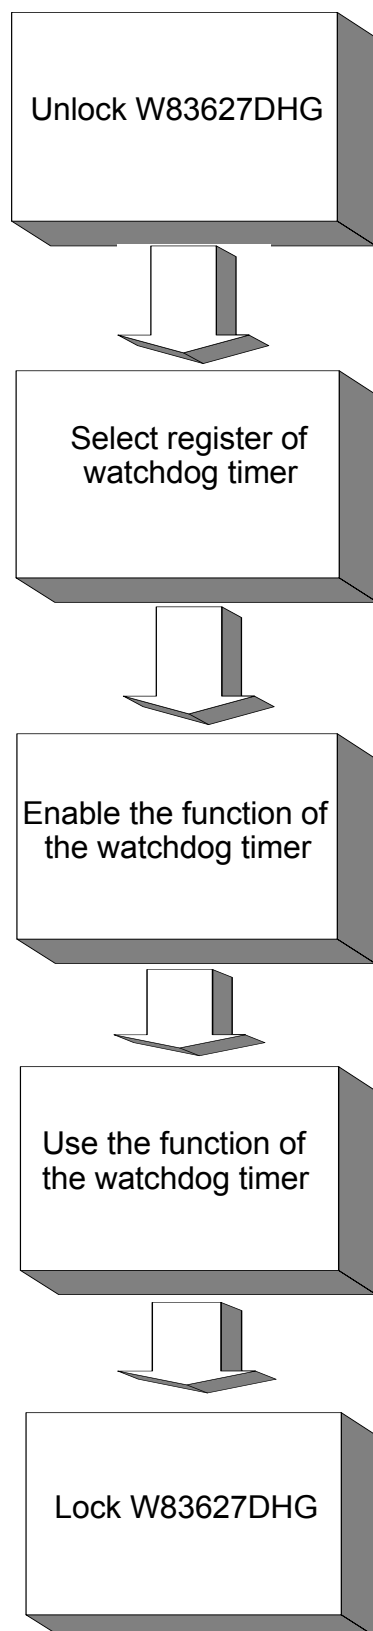 Unlock W83627DHG
Select register of
watchdog timer
Enable the function of
the watchdog timer
Use the function of
the watchdog timer
Lock W83627DHG